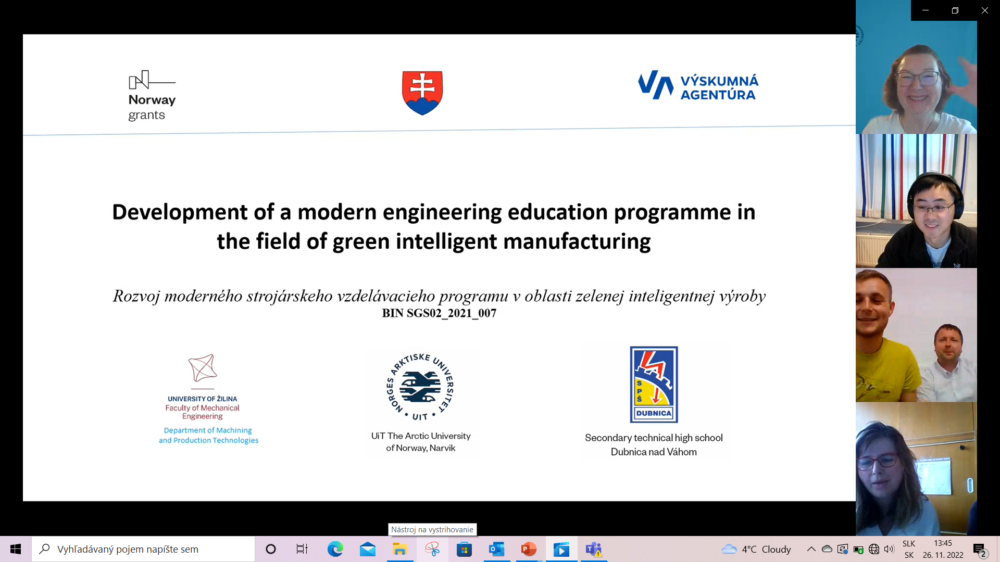 Norway
grants
VÝSKUMNÁ
AGENTÚRA
Development of a modern engineering education programme in
the field of green intelligent manufacturing
Rozvoj moderného strojárskeho vzdelávacieho programu v oblasti zelenej inteligentnej výroby
BIN SGS02_2021_007
UNIVERSITY OF ŽILINA
Faculty of Mechanical
Engineering
Department of Machining
and Production Technologies
NORGES ARKTISKE UNIVERSITET
• UIT •
UiT The Arctic University
of Norway, Narvik
SPŠ
DUBNICA
Secondary technical high school
Dubnica nad Váhom
Nástroj na vystrihovanie
Vyhľadávaný pojem napíšte sem
4°C Cloudy
SLK
SK
13:45
26. 11. 2022
2